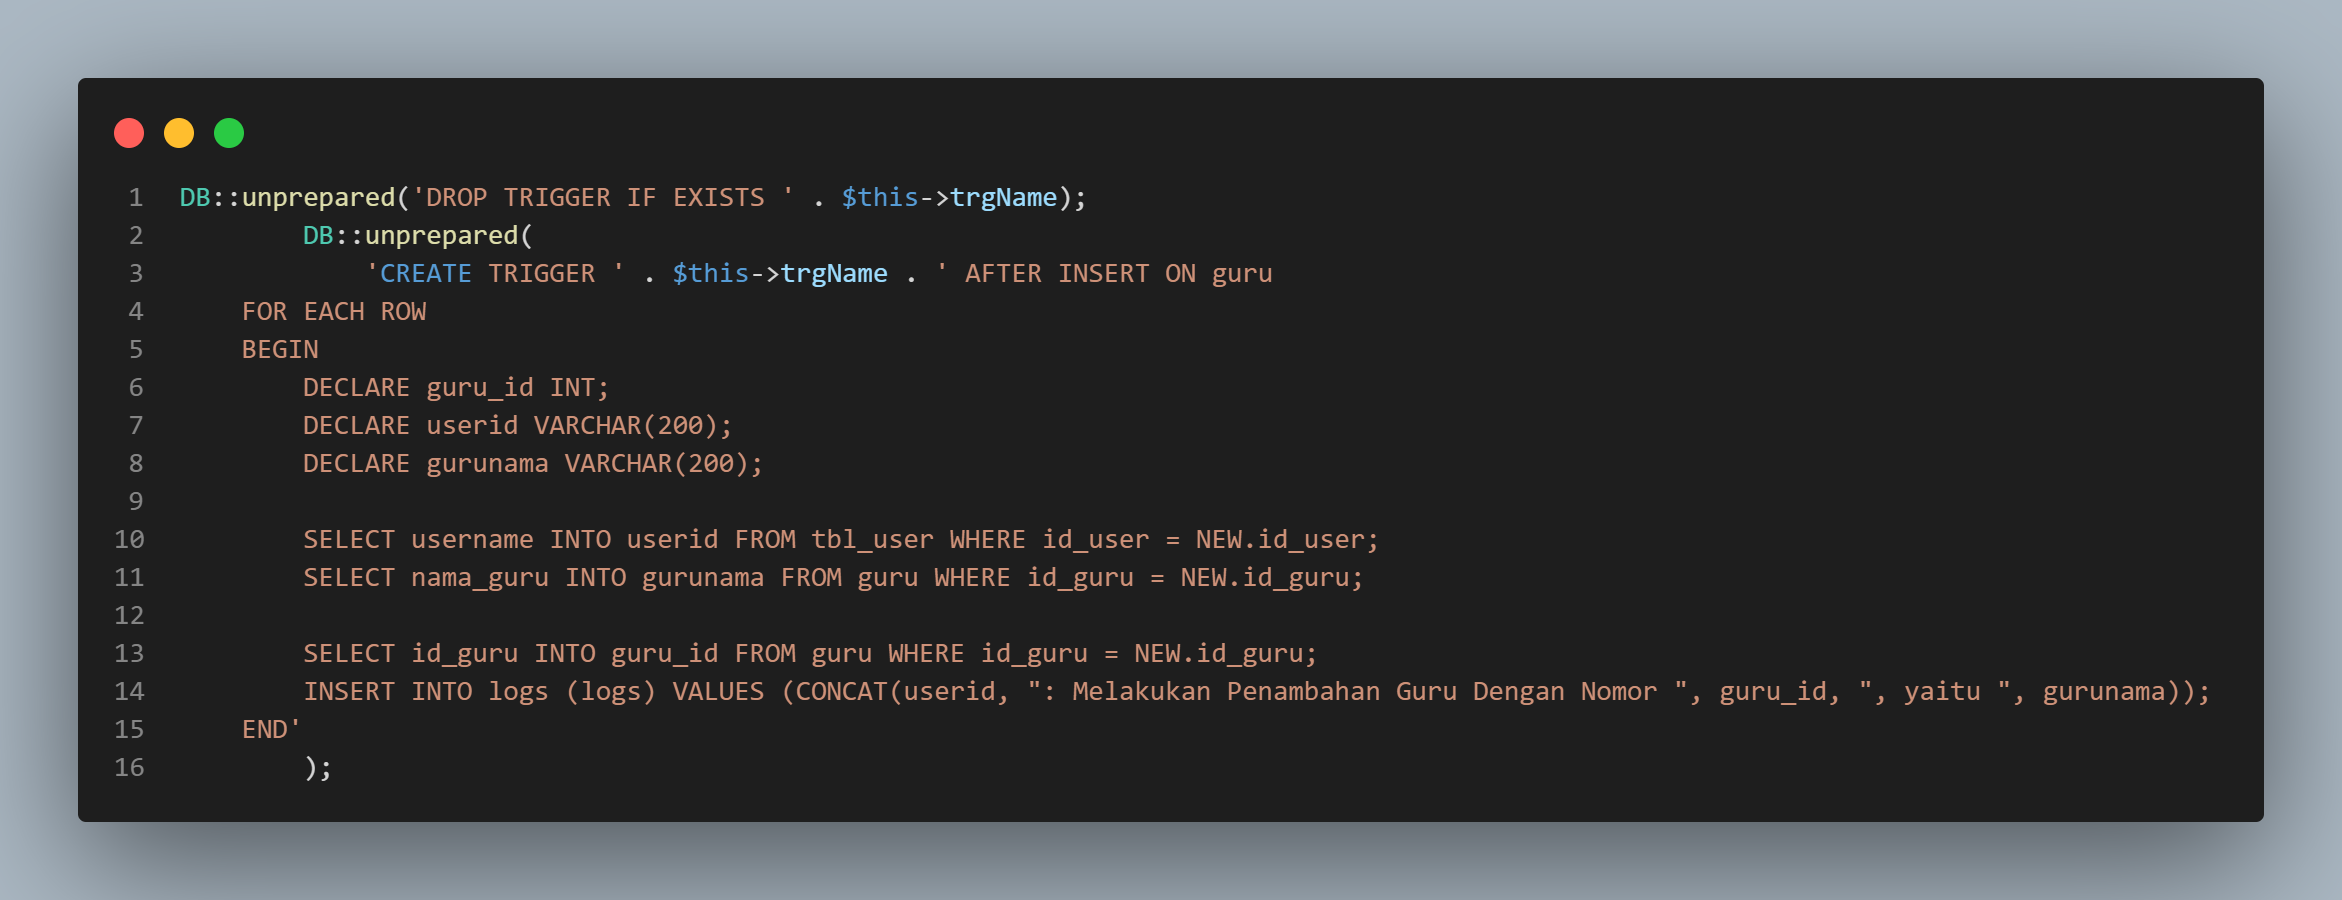 1 DB::unprepared('DROP TRIGGER IF EXISTS ' . $this->trgName);
2         DB::unprepared(
3             'CREATE TRIGGER ' . $this->trgName . ' AFTER INSERT ON guru
4     FOR EACH ROW
5     BEGIN
6         DECLARE guru_id INT;
7         DECLARE userid VARCHAR(200);
8         DECLARE gurunama VARCHAR(200);
9
10         SELECT username INTO userid FROM tbl_user WHERE id_user = NEW.id_user;
11         SELECT nama_guru INTO gurunama FROM guru WHERE id_guru = NEW.id_guru;
12
13         SELECT id_guru INTO guru_id FROM guru WHERE id_guru = NEW.id_guru;
14         INSERT INTO logs (logs) VALUES (CONCAT(userid, ": Melakukan Penambahan Guru Dengan Nomor ", guru_id, ", yaitu ", gurunama));
15     END'
16         );